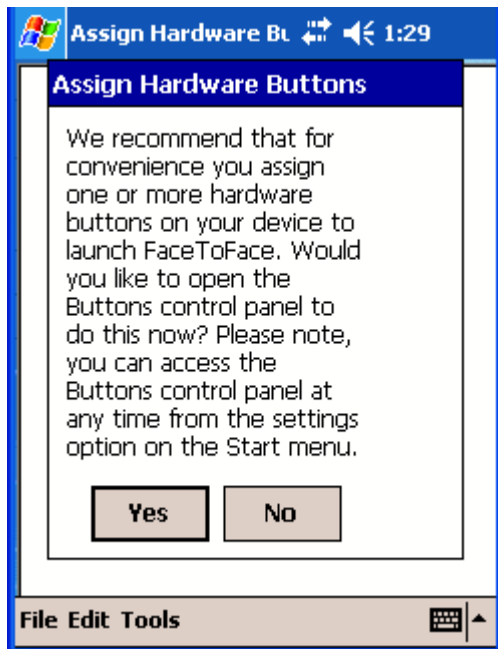 Assign Hardware Bu 1:29
Assign Hardware Buttons
We recommend that for
convenience you assign
one or more hardware
buttons on your device to
launch FaceToFace. Would
you like to open the
Buttons control panel to
do this now? Please note,
you can access the
Buttons control panel at
any time from the settings
option on the Start menu.
Yes No
File Edit Tools